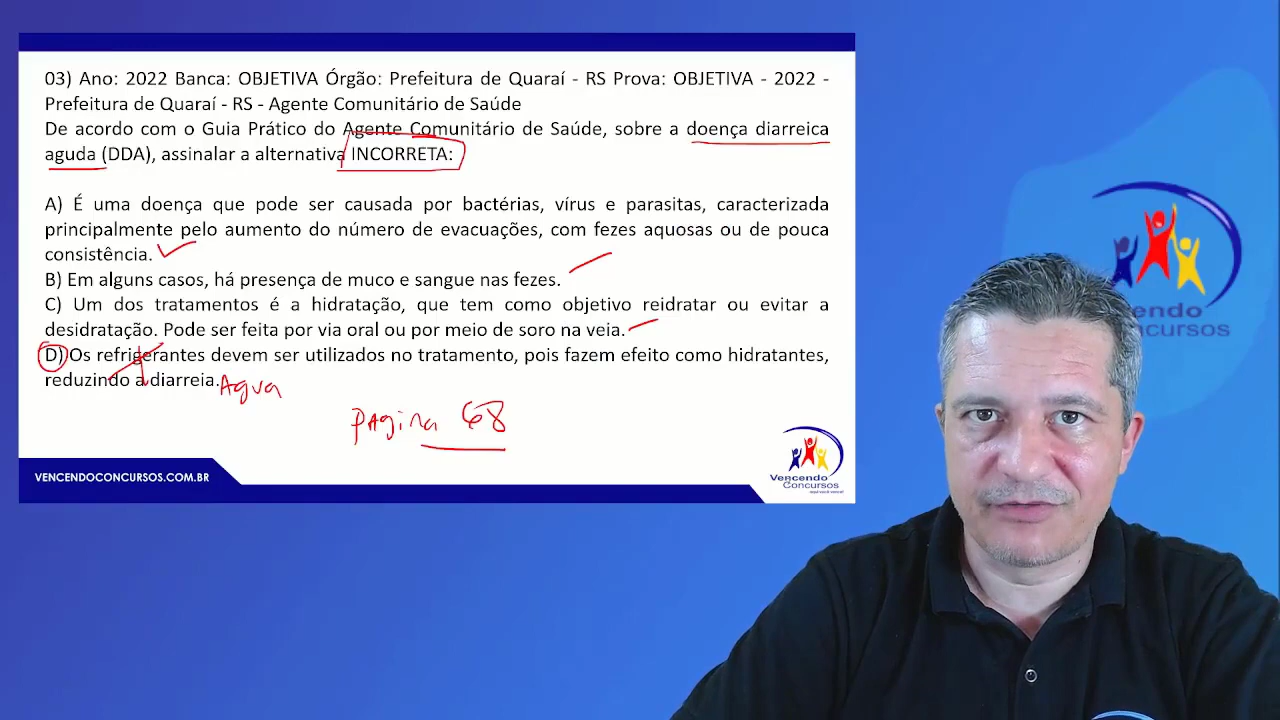 03) Ano: 2022 Banca: OBJETIVA Órgão: Prefeitura de Quaraí - RS Prova: OBJETIVA - 2022 -
Prefeitura de Quaraí - RS - Agente Comunitário de Saúde
De acordo com o Guia Prático do Agente Comunitário de Saúde, sobre a doença diarreica
aguda (DDA), assinalar a alternativa INCORRETA:
A) É uma doença que pode ser causada por bactérias, vírus e parasitas, caracterizada
principalmente pelo aumento do número de evacuações, com fezes aquosas ou de pouca
consistência.
B) Em alguns casos, há presença de muco e sangue nas fezes.
C) Um dos tratamentos é a hidratação, que tem como objetivo reidratar ou evitar a
desidratação. Pode ser feita por via oral ou por meio de soro na veia.
D) Os refrigerantes devem ser utilizados no tratamento, pois fazem efeito como hidratantes,
reduzindo a diarreia.
Agua
pagina 68
VENCENDOCONCURSOS.COM.BR
Vencendo
Concursos
aqui você vence!
Vencendo
Concursos